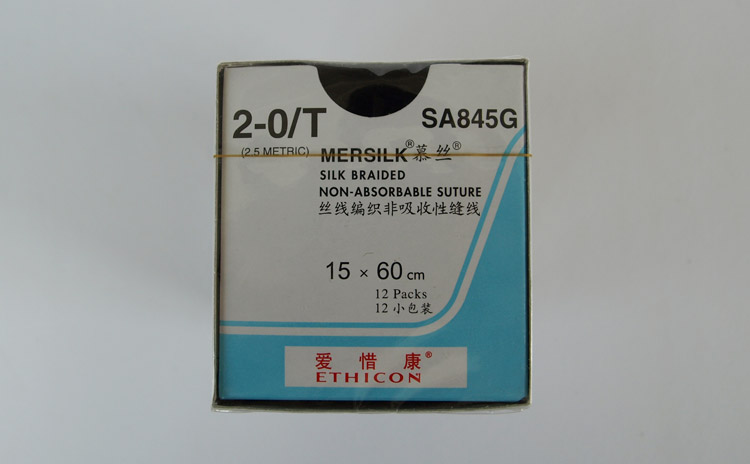 2-0/T
SA845G
(2.5 METRIC)
MERSILK® 慕丝®
SILK BRAIDED
NON-ABSORBABLE SUTURE
丝线编织非吸收性缝线
15 × 60 cm
12 Packs
12 小包装
爱惜康®
ETHICON